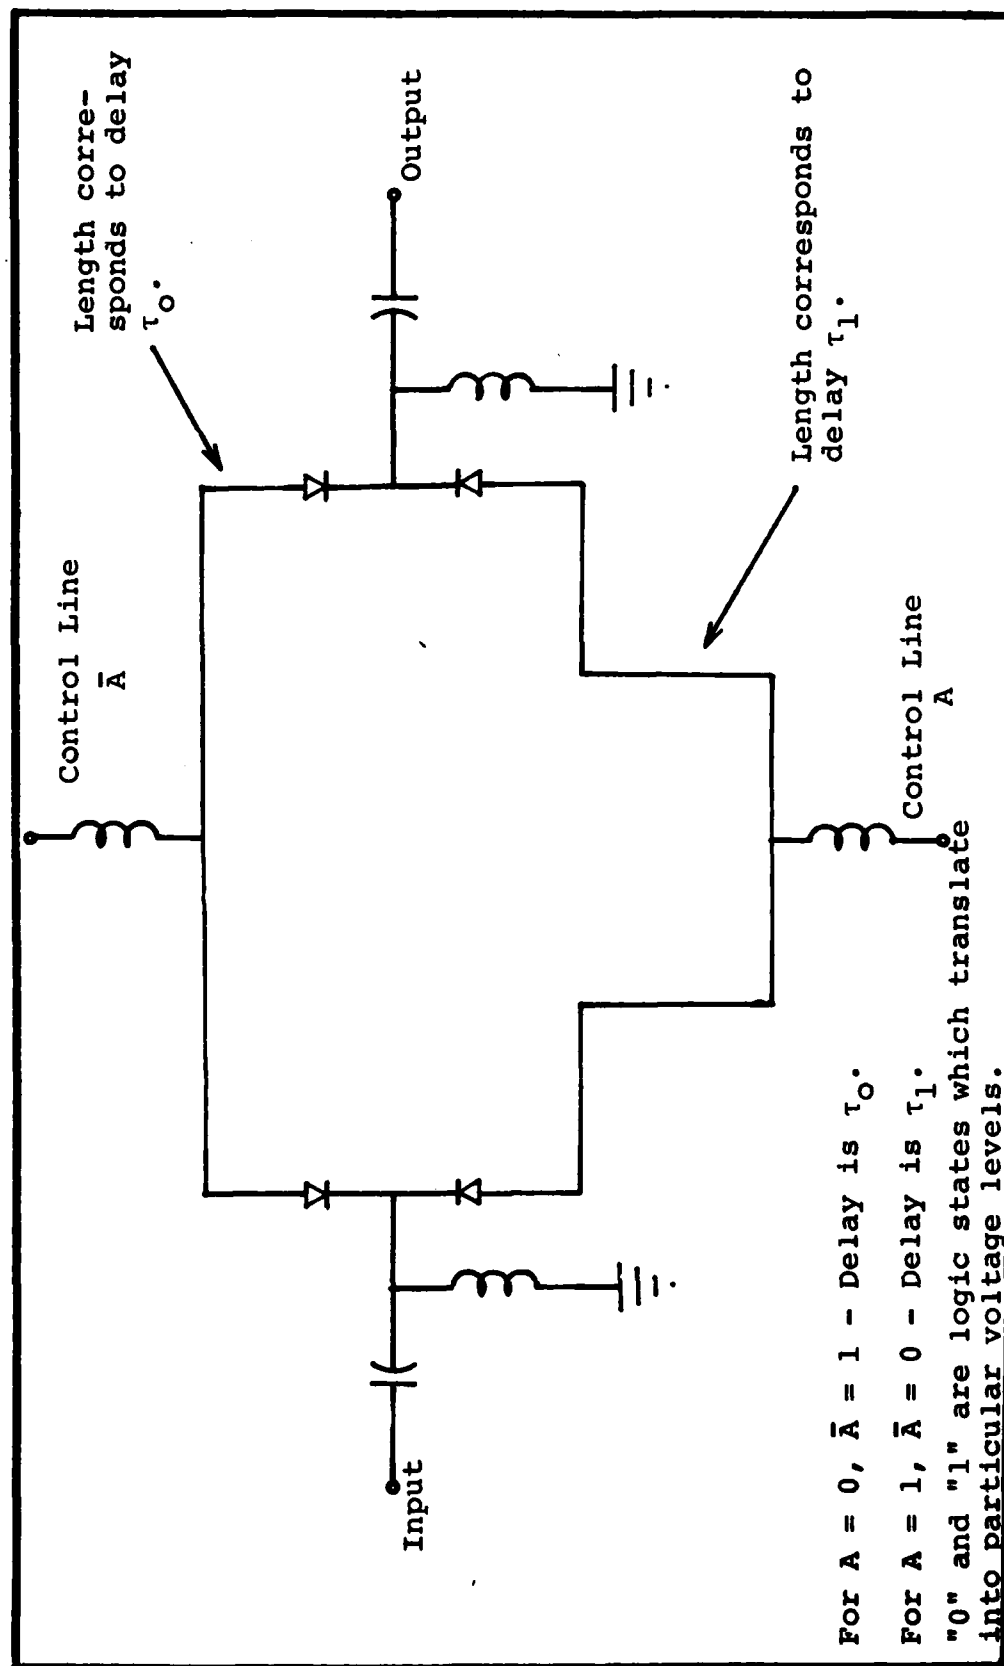 Control Line
A̅
Length corre-
sponds to delay
τo.
Input
Output
Length corresponds to
delay τ1.
Control Line
A
For A = 0, A̅ = 1 - Delay is τo.
For A = 1, A̅ = 0 - Delay is τ1.
"0" and "1" are logic states which translate
into particular voltage levels.